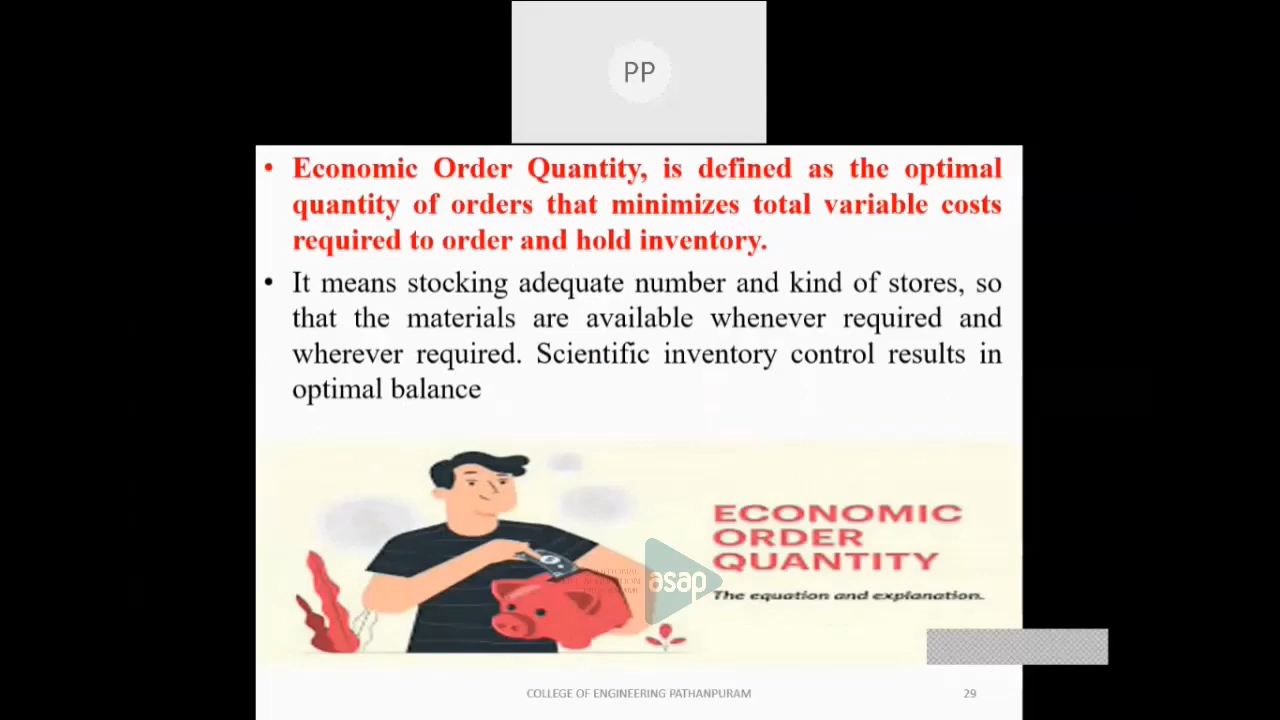 PP
• Economic Order Quantity, is defined as the optimal
quantity of orders that minimizes total variable costs
required to order and hold inventory.
• It means stocking adequate number and kind of stores, so
that the materials are available whenever required and
wherever required. Scientific inventory control results in
optimal balance
ECONOMIC
ORDER
QUANTITY
The equation and explanation.
asap
COLLEGE OF ENGINEERING PATHANPURAM
29